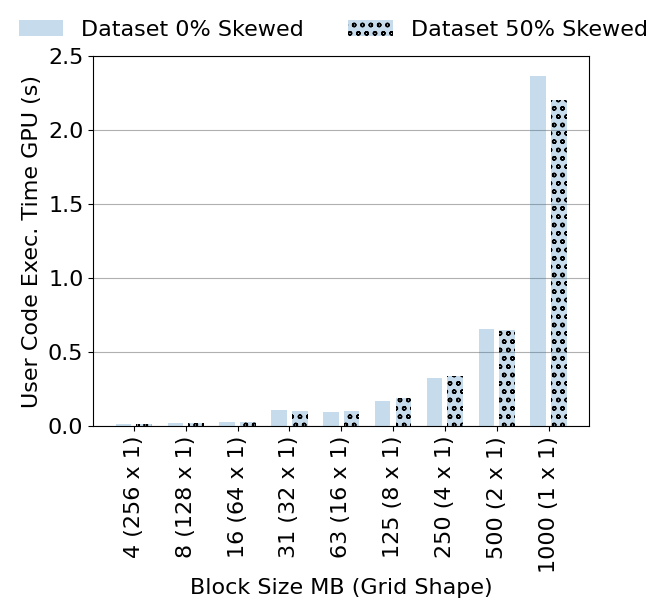 Dataset 0% Skewed
Dataset 50% Skewed
User Code Exec. Time GPU (s)
2.5
2.0
1.5
1.0
0.5
0.0
4 (256 x 1)
8 (128 x 1)
16 (64 x 1)
31 (32 x 1)
63 (16 x 1)
125 (8 x 1)
250 (4 x 1)
500 (2 x 1)
1000 (1 x 1)
Block Size MB (Grid Shape)